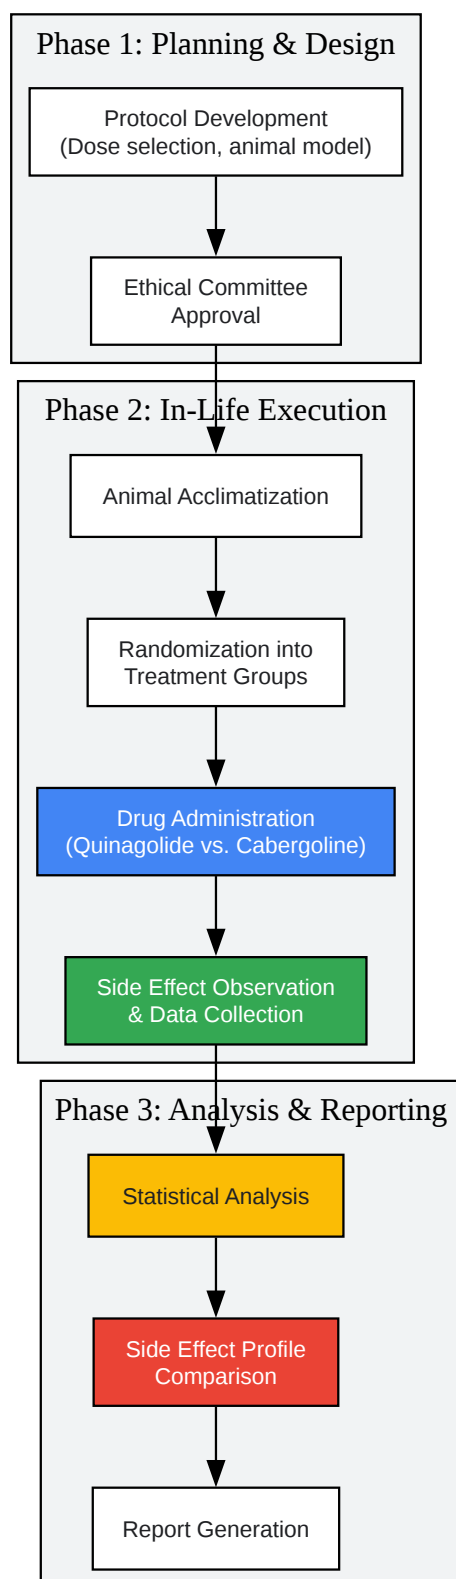 Phase 1: Planning & Design
Protocol Development
(Dose selection, animal model)
Ethical Committee
Approval
Phase 2: In-Life Execution
Animal Acclimatization
Randomization into
Treatment Groups
Drug Administration
(Quinagolide vs. Cabergoline)
Side Effect Observation
& Data Collection
Phase 3: Analysis & Reporting
Statistical Analysis
Side Effect Profile
Comparison
Report Generation